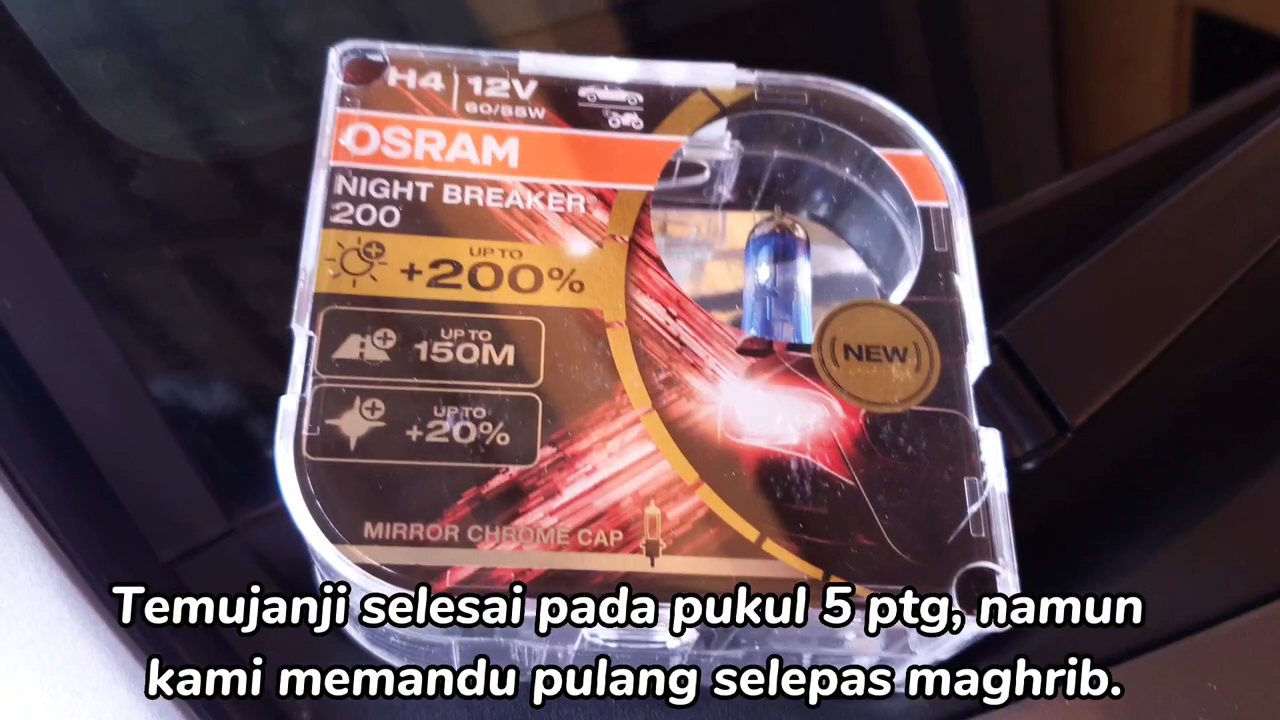 H4 | 12V
60/55W
OSRAM
NIGHT BREAKER®
200
UP TO
+200%
UP TO
150M
UP TO
+20%
NEW
MIRROR CHROME CAP
Temujanji selesai pada pukul 5 ptg, namun
kami memandu pulang selepas maghrib.